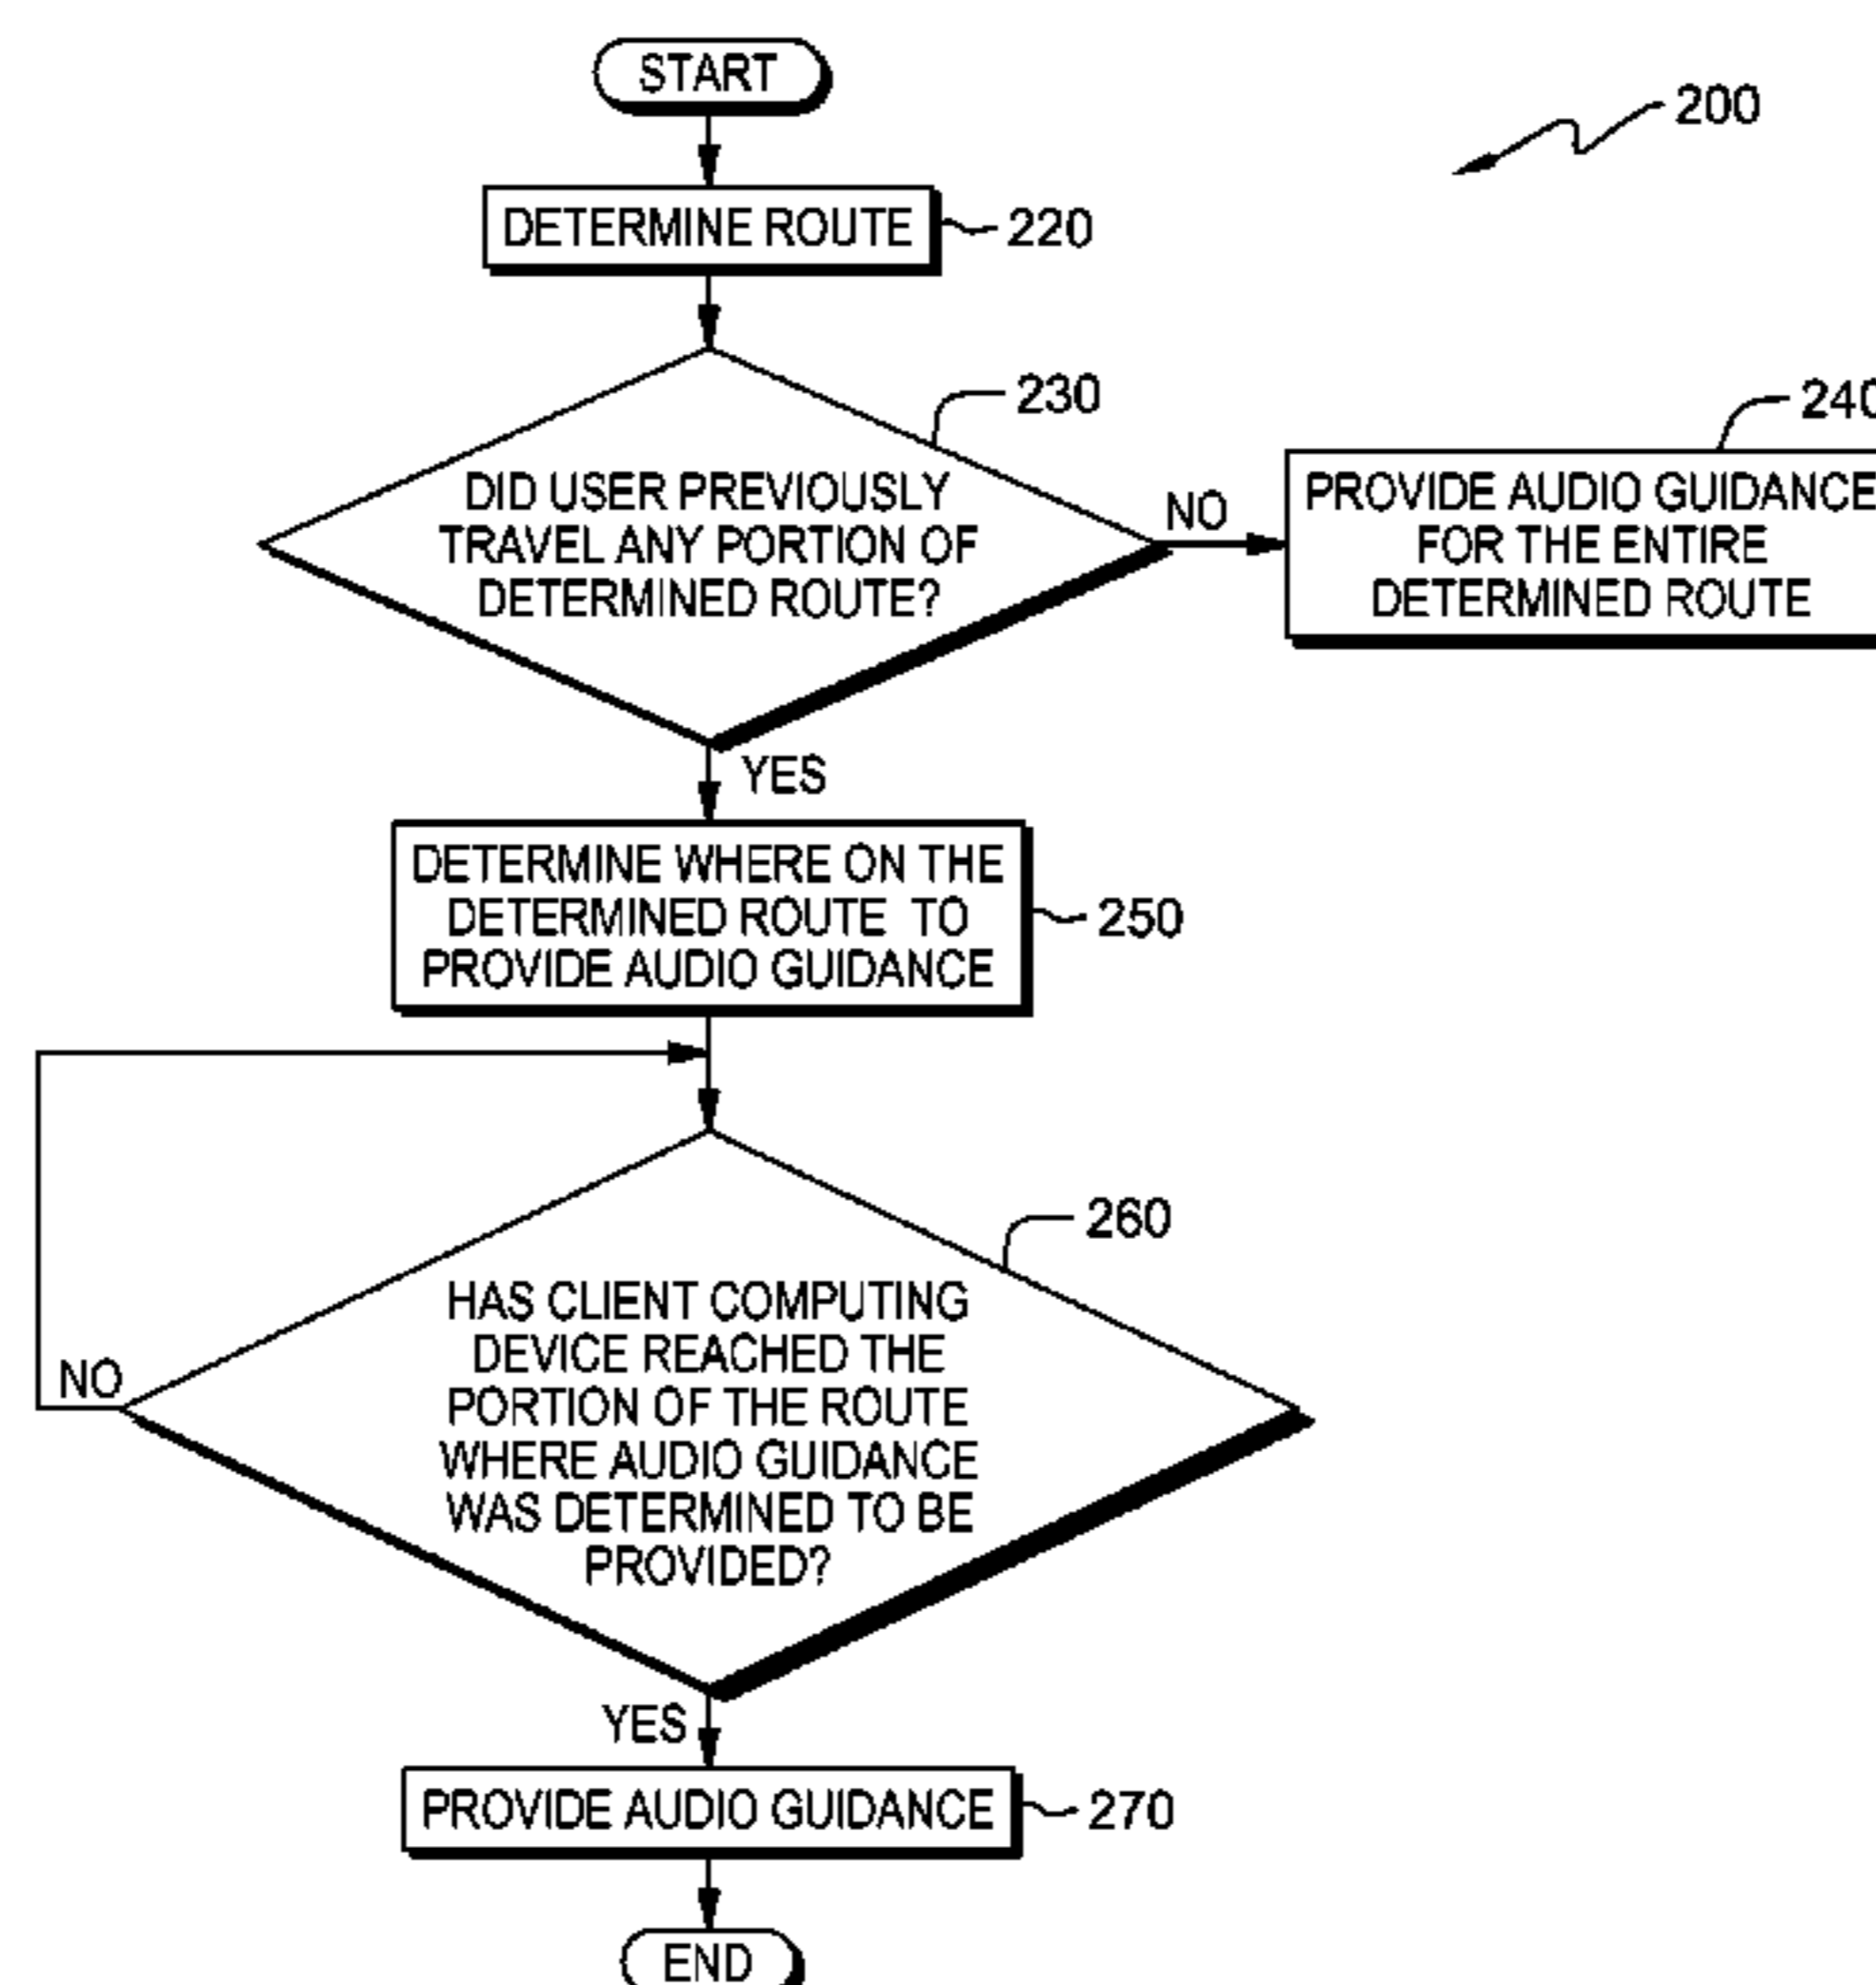 START
200
DETERMINE ROUTE
220
230
DID USER PREVIOUSLY
TRAVEL ANY PORTION OF
DETERMINED ROUTE?
NO
240
PROVIDE AUDIO GUIDANCE
FOR THE ENTIRE
DETERMINED ROUTE
YES
DETERMINE WHERE ON THE
DETERMINED ROUTE TO
PROVIDE AUDIO GUIDANCE
250
260
HAS CLIENT COMPUTING
DEVICE REACHED THE
PORTION OF THE ROUTE
WHERE AUDIO GUIDANCE
WAS DETERMINED TO BE
PROVIDED?
NO
YES
PROVIDE AUDIO GUIDANCE
270
END